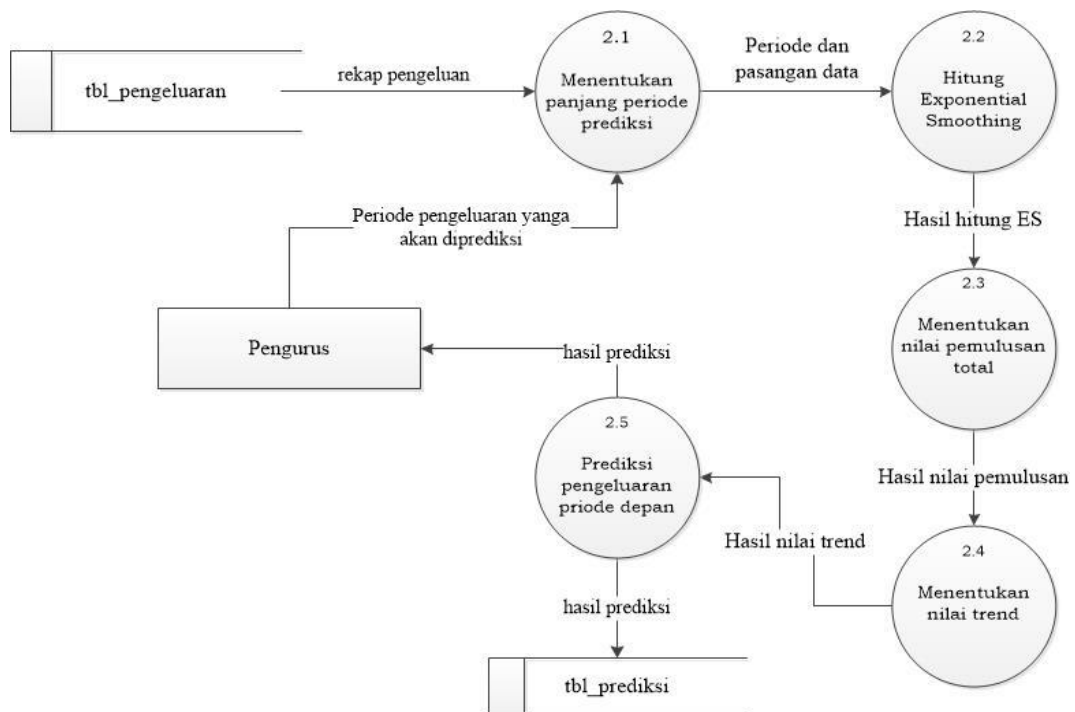 tbl_pengeluaran
rekap pengeluan
2.1
Menentukan
panjang periode
prediksi
Periode dan
pasangan data
2.2
Hitung
Exponential
Smoothing
Periode pengeluaran yanga
akan diprediksi
Hasil hitung ES
2.3
Menentukan
nilai pemulusan
total
Pengurus
hasil prediksi
2.5
Prediksi
pengeluaran
priode depan
Hasil nilai pemulusan
Hasil nilai trend
2.4
Menentukan
nilai trend
hasil prediksi
tbl_prediksi